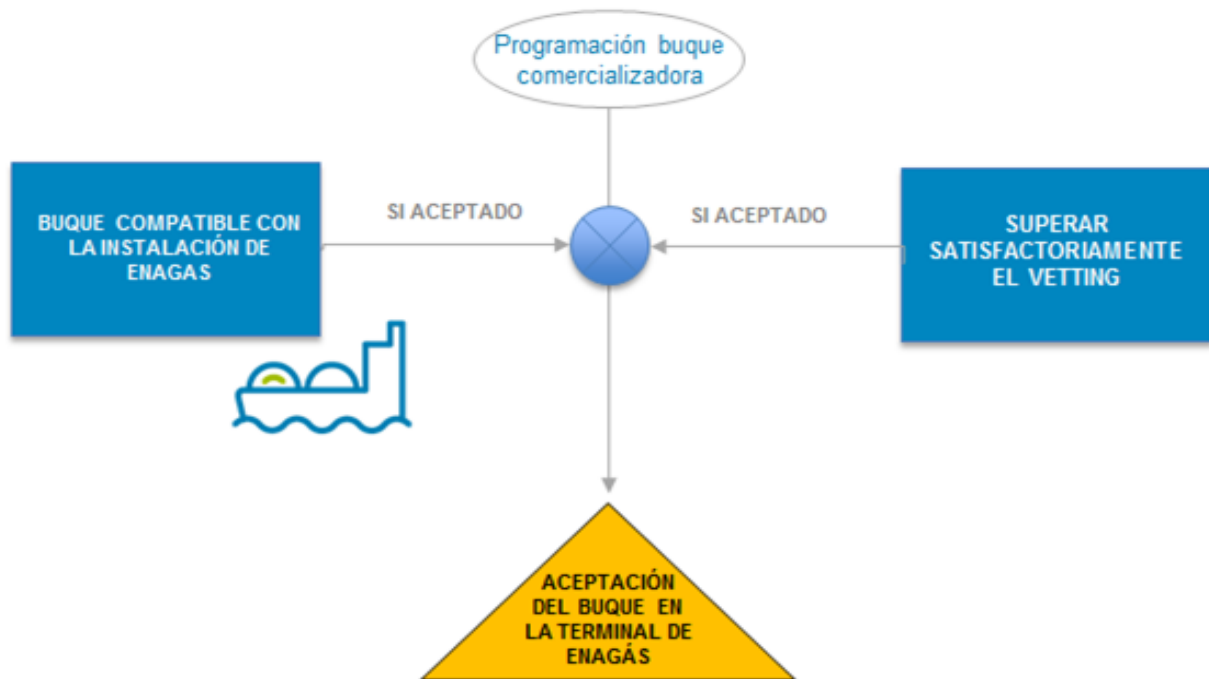 Programación buque
comercializadora
BUQUE COMPATIBLE CON
LA INSTALACIÓN DE
ENAGAS
SI ACEPTADO
SI ACEPTADO
SUPERAR
SATISFACTORIAMENTE
EL VETTING
ACEPTACIÓN
DEL BUQUE EN
LA TERMINAL DE
ENAGÁS